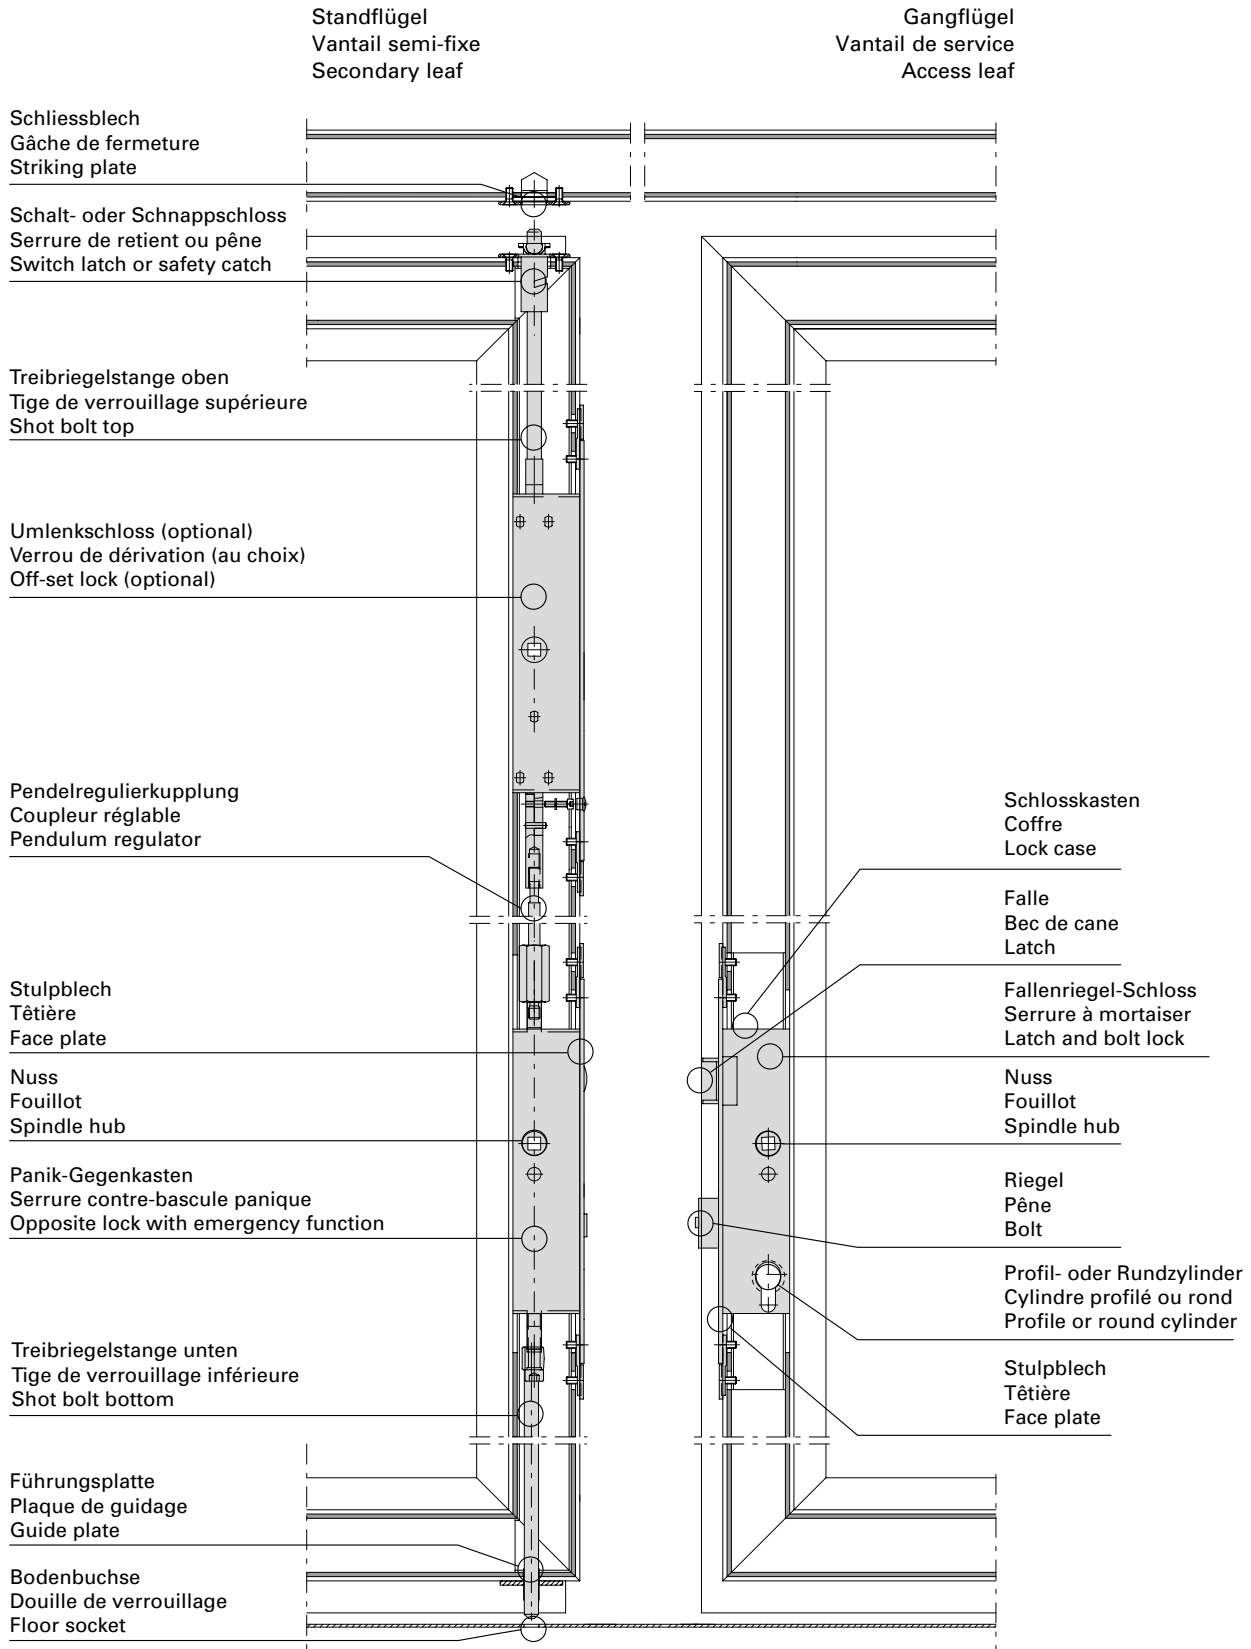 Standflügel
Vantail semi-fixe
Secondary leaf
Gangflügel
Vantail de service
Access leaf
Schliessblech
Gâche de fermeture
Striking plate
Schalt- oder Schnappschloss
Serrure de retient ou pêne
Switch latch or safety catch
Treibriegelstange oben
Tige de verrouillage supérieure
Shot bolt top
Umlenkschloss (optional)
Verrou de dérivation (au choix)
Off-set lock (optional)
Pendelregulierkupplung
Coupleur réglable
Pendulum regulator
Stulpblech
Têtière
Face plate
Nuss
Fouillot
Spindle hub
Panik-Gegenkasten
Serrure contre-bascule panique
Opposite lock with emergency function
Treibriegelstange unten
Tige de verrouillage inférieure
Shot bolt bottom
Führungsplatte
Plaque de guidage
Guide plate
Bodenbuchse
Douille de verrouillage
Floor socket
Schlosskasten
Coffre
Lock case
Falle
Bec de cane
Latch
Fallenriegel-Schloss
Serrure à mortaiser
Latch and bolt lock
Nuss
Fouillot
Spindle hub
Riegel
Pêne
Bolt
Profil- oder Rundzylinder
Cylindre profilé ou rond
Profile or round cylinder
Stulpblech
Têtière
Face plate